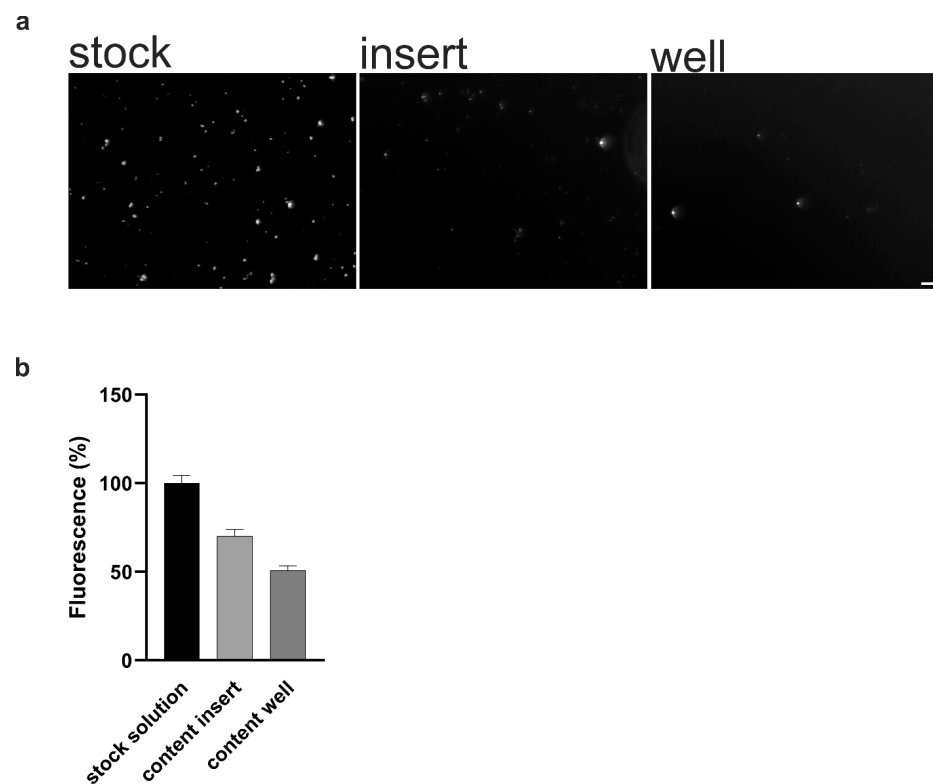 a
stock
insert
well
b
150
100
50
0
Fluorescence (%)
stock solution
content insert
content well